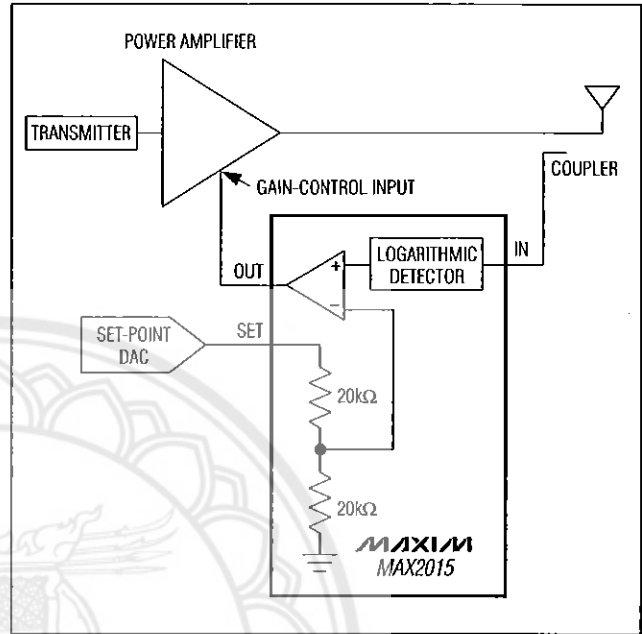 POWER AMPLIFIER
TRANSMITTER
COUPLER
GAIN-CONTROL INPUT
LOGARITHMIC
DETECTOR
IN
OUT
+
−
SET-POINT
DAC
SET
20kΩ
20kΩ
MAXIM
MAX2015